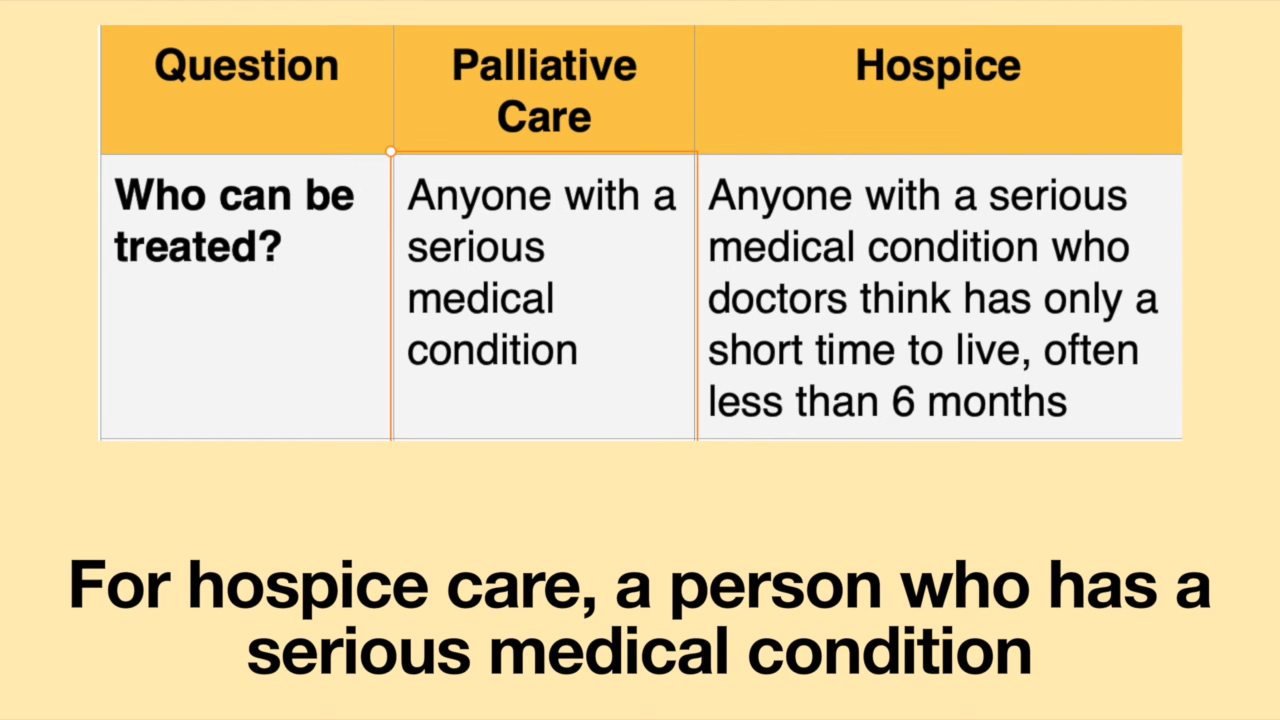 Question
Palliative
Care
Hospice
Who can be
treated?
Anyone with a
serious
medical
condition
Anyone with a serious
medical condition who
doctors think has only a
short time to live, often
less than 6 months
For hospice care, a person who has a
serious medical condition